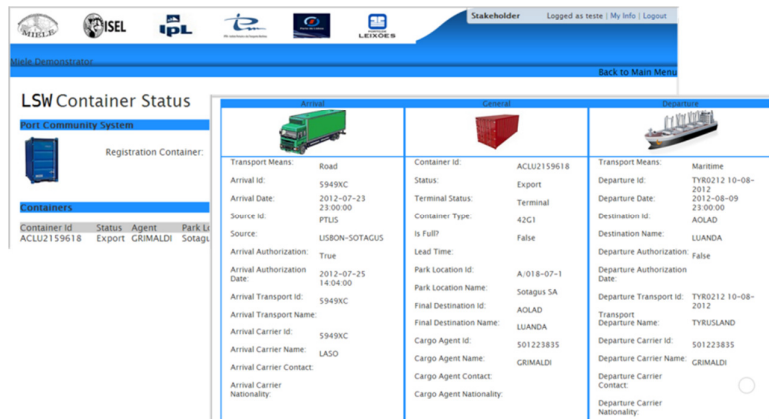 MIELE ISEL IPL LEIXÕES
Stakeholder Logged as teste | My Info | Logout
Miele Demonstrator
Back to Main Menu
LSW Container Status
Port Community System
Registration Container:
Containers
Container Id Status Agent Park Lo
ACLU2159618 Export GRIMALDI Sotagu
Arrival
Transport Means: Road
Arrival Id: 5949XC
Arrival Date: 2012-07-23
23:00:00
Source Id: PTLIS
Source: LISBON-SOTAGUS
Arrival Authorization: True
Arrival Authorization
Date: 2012-07-25
14:04:00
Arrival Transport Id: 5949XC
Arrival Transport Name:
Arrival Carrier Id: 5949XC
Arrival Carrier Name: LASO
Arrival Carrier Contact:
Arrival Carrier
Nationality:
General
Container Id: ACLU2159618
Status: Export
Terminal Status: Terminal
Container Type: 42G1
Is Full? False
Lead Time:
Park Location Id: A/018-07-1
Park Location Name: Sotagus SA
Final Destination Id: AOLAD
Final Destination Name: LUANDA
Cargo Agent Id: 501223835
Cargo Agent Name: GRIMALDI
Cargo Agent Contact:
Cargo Agent Nationality:
Departure
Transport Means: Maritime
Departure Id: TYR0212 10-08-
2012
Departure Date: 2012-08-09
23:00:00
Destination Id: AOLAD
Destination Name: LUANDA
Departure Authorization: False
Departure Authorization
Date:
Departure Transport Id: TYR0212 10-08-
2012
Transport
Departure Name: TYRUSLAND
Departure Carrier Id: 501223835
Departure Carrier Name: GRIMALDI
Departure Carrier
Contact:
Departure Carrier
Nationality: